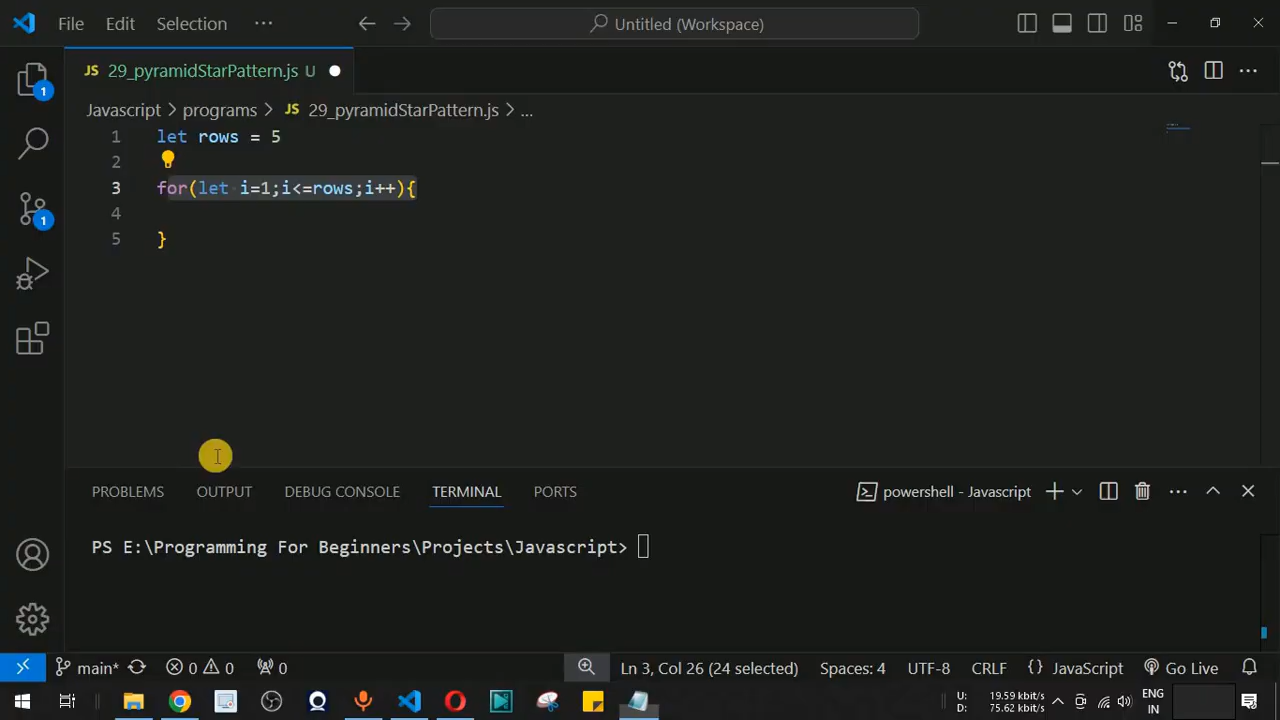 File Edit Selection ··· Untitled (Workspace)
JS 29_pyramidStarPattern.js U
Javascript > programs > JS 29_pyramidStarPattern.js > ...
1 let rows = 5
2
3 for(let i=1;i<=rows;i++){
4
5 }
PROBLEMS OUTPUT DEBUG CONSOLE TERMINAL PORTS powershell - Javascript
PS E:\Programming For Beginners\Projects\Javascript>
main* 0 0 0 Ln 3, Col 26 (24 selected) Spaces: 4 UTF-8 CRLF {} JavaScript Go Live
U: 19.59 kbit/s
D: 75.62 kbit/s
ENG
IN
1
1